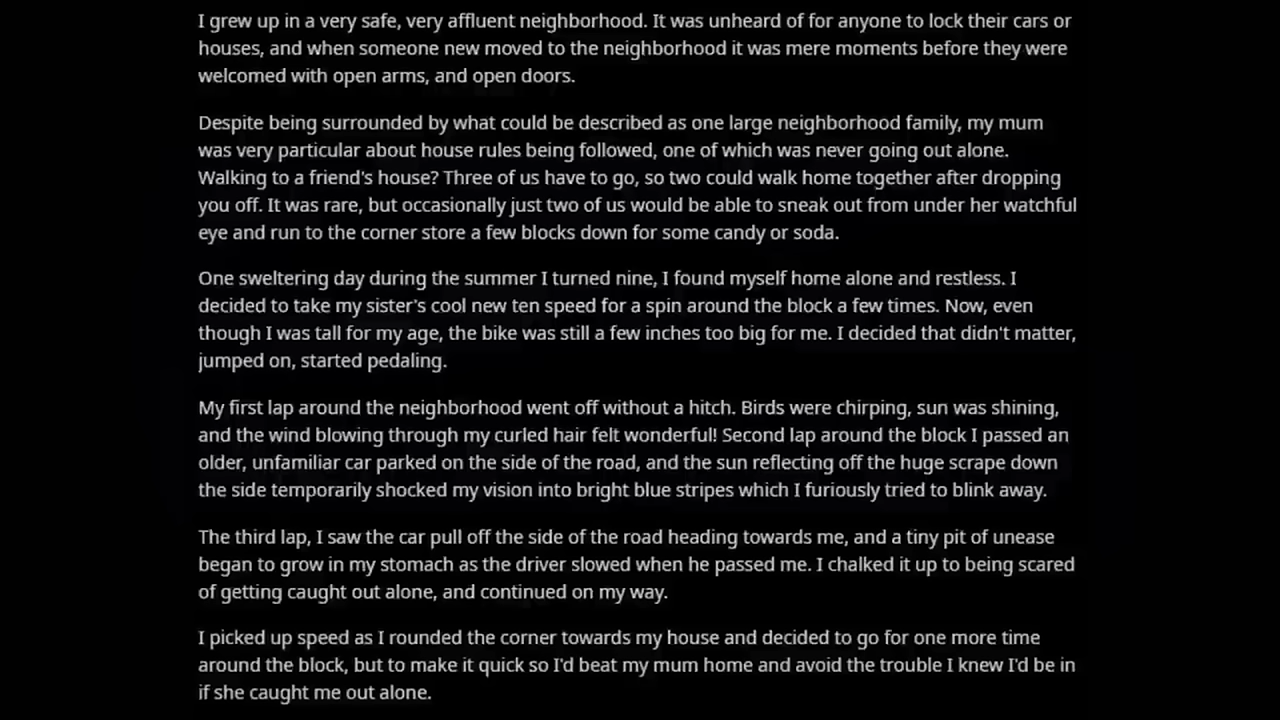 I grew up in a very safe, very affluent neighborhood. It was unheard of for anyone to lock their cars or
houses, and when someone new moved to the neighborhood it was mere moments before they were
welcomed with open arms, and open doors.
Despite being surrounded by what could be described as one large neighborhood family, my mum
was very particular about house rules being followed, one of which was never going out alone.
Walking to a friend's house? Three of us have to go, so two could walk home together after dropping
you off. It was rare, but occasionally just two of us would be able to sneak out from under her watchful
eye and run to the corner store a few blocks down for some candy or soda.
One sweltering day during the summer I turned nine, I found myself home alone and restless. I
decided to take my sister's cool new ten speed for a spin around the block a few times. Now, even
though I was tall for my age, the bike was still a few inches too big for me. I decided that didn't matter,
jumped on, started pedaling.
My first lap around the neighborhood went off without a hitch. Birds were chirping, sun was shining,
and the wind blowing through my curled hair felt wonderful! Second lap around the block I passed an
older, unfamiliar car parked on the side of the road, and the sun reflecting off the huge scrape down
the side temporarily shocked my vision into bright blue stripes which I furiously tried to blink away.
The third lap, I saw the car pull off the side of the road heading towards me, and a tiny pit of unease
began to grow in my stomach as the driver slowed when he passed me. I chalked it up to being scared
of getting caught out alone, and continued on my way.
I picked up speed as I rounded the corner towards my house and decided to go for one more time
around the block, but to make it quick so I'd beat my mum home and avoid the trouble I knew I'd be in
if she caught me out alone.